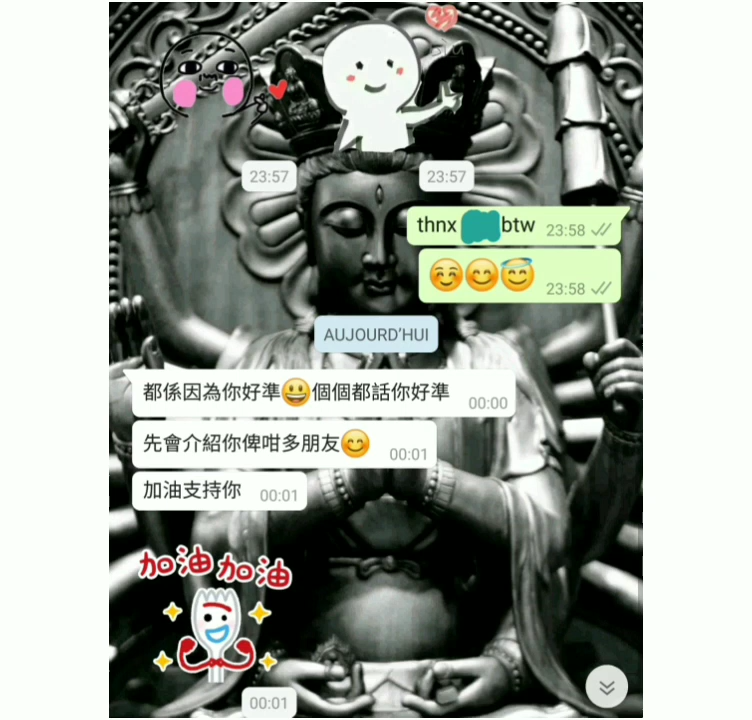 23:57
23:57
thnx btw 23:58
23:58
AUJOURD'HUI
都係因為你好準😃個個都話你好準 00:00
先會介紹你俾咁多朋友😊 00:01
加油支持你 00:01
加油加油
00:01